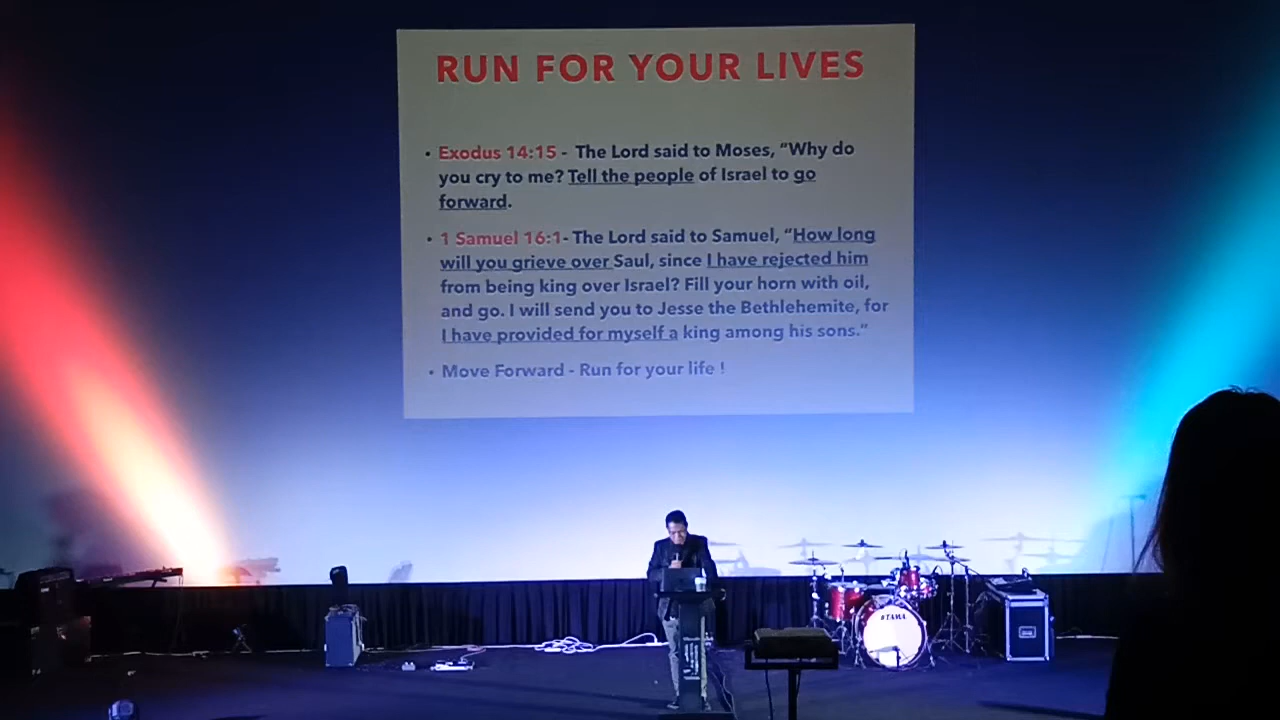 RUN FOR YOUR LIVES
• Exodus 14:15 - The Lord said to Moses, “Why do
you cry to me? Tell the people of Israel to go
forward.
• 1 Samuel 16:1- The Lord said to Samuel, “How long
will you grieve over Saul, since I have rejected him
from being king over Israel? Fill your horn with oil,
and go. I will send you to Jesse the Bethlehemite, for
I have provided for myself a king among his sons.”
• Move Forward - Run for your life !
TAMA